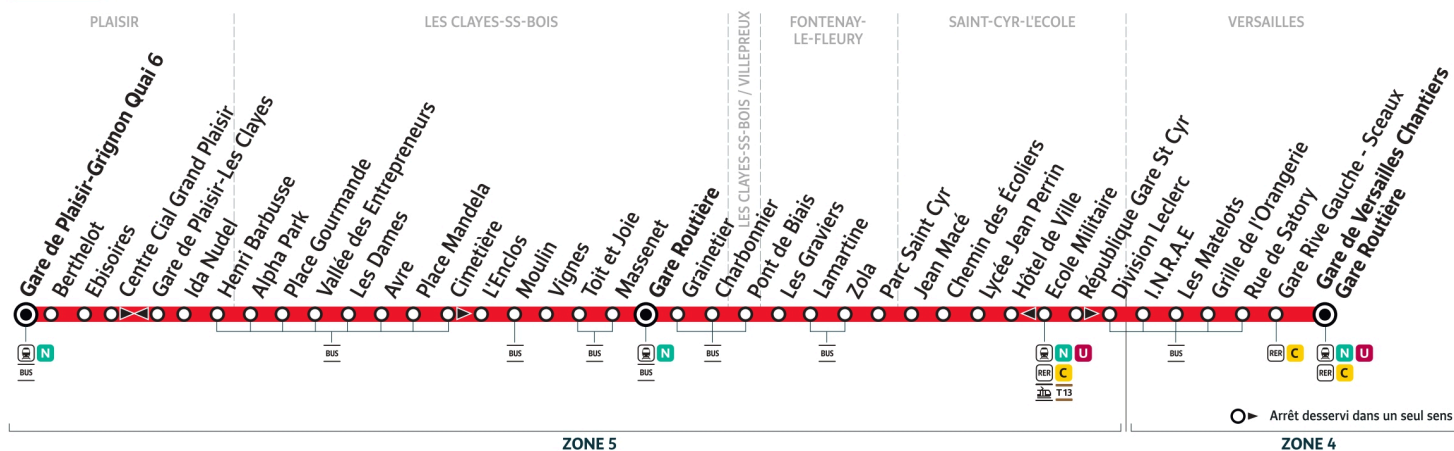 PLAISIR
LES CLAYES-SS-BOIS
LES CLAYES-SS-BOIS / VILLEPREUX
FONTENAY-
LE-FLEURY
SAINT-CYR-L'ECOLE
VERSAILLES
Gare de Plaisir-Grignon Quai 6
Berthelot
Ebisoires
Centre Cial Grand Plaisir
Gare de Plaisir-Les Clayes
Ida Nudel
Henri Barbusse
Alpha Park
Place Gourmande
Vallée des Entrepreneurs
Les Dames
Avre
Place Mandela
Cimetière
L'Enclos
Moulin
Vignes
Toit et Joie
Massenet
Gare Routière
Grainetier
Charbonnier
Pont de Biais
Les Graviers
Lamartine
Zola
Parc Saint Cyr
Jean Macé
Chemin des Écoliers
Lycée Jean Perrin
Hôtel de Ville
Ecole Militaire
République Gare St Cyr
Division Leclerc
I.N.R.A.E
Les Matelots
Grille de l'Orangerie
Rue de Satory
Gare Rive Gauche - Sceaux
Gare de Versailles Chantiers
Gare Routière
N
BUS
BUS
BUS
BUS
N
BUS
BUS
BUS
N U
RER C
T13
BUS
RER C
N U
RER C
Arrêt desservi dans un seul sens
ZONE 5
ZONE 4